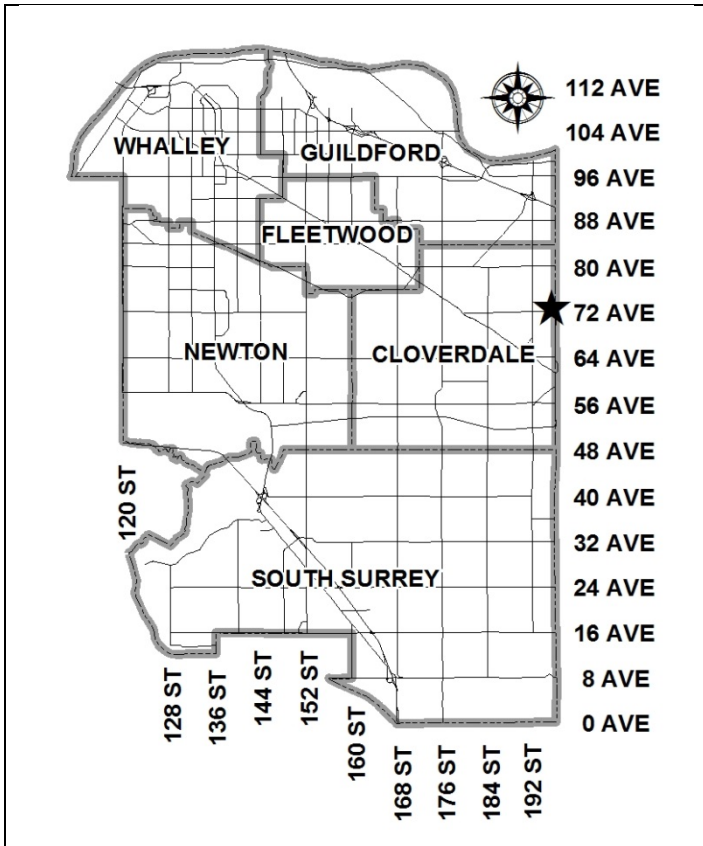 112 AVE
104 AVE
WHALLEY
GUILDFORD
96 AVE
88 AVE
FLEETWOOD
80 AVE
72 AVE
NEWTON
CLOVERDALE
64 AVE
56 AVE
48 AVE
120 ST
40 AVE
32 AVE
SOUTH SURREY
24 AVE
16 AVE
8 AVE
0 AVE
128 ST
136 ST
144 ST
152 ST
160 ST
168 ST
176 ST
184 ST
192 ST